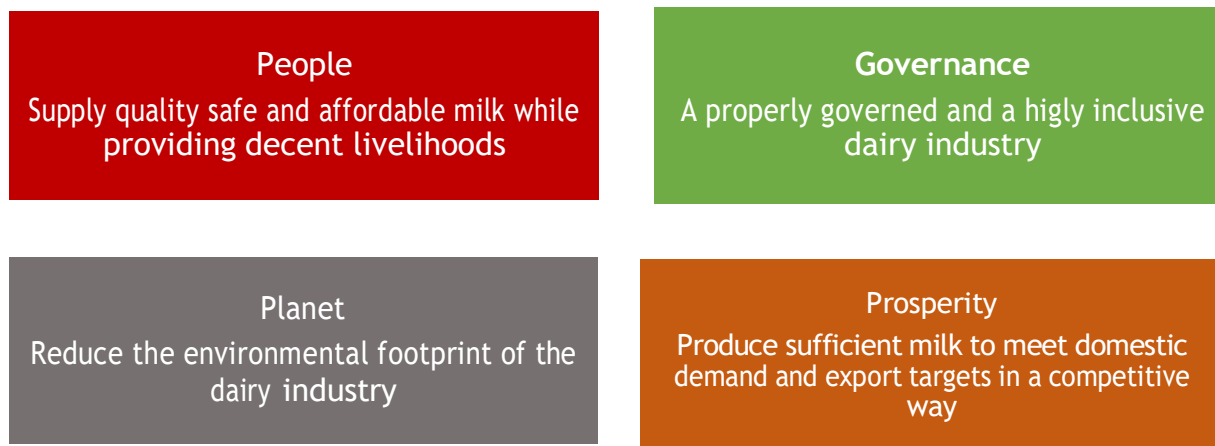 People
Supply quality safe and affordable milk while
providing decent livelihoods
Governance
A properly governed and a higly inclusive
dairy industry
Planet
Reduce the environmental footprint of the
dairy industry
Prosperity
Produce sufficient milk to meet domestic
demand and export targets in a competitive
way